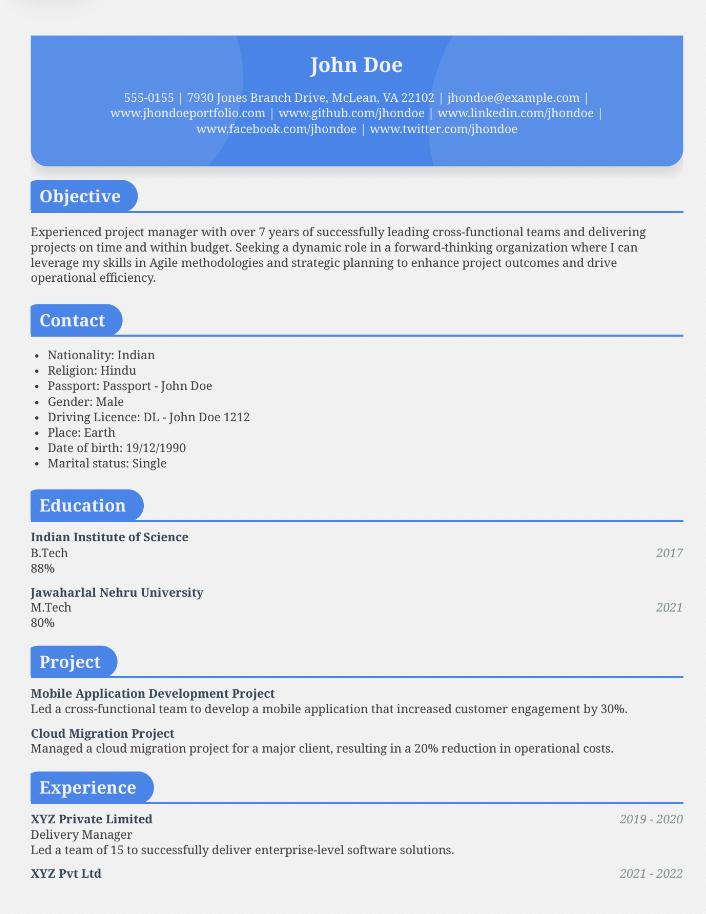 John Doe
555-0155 | 7930 Jones Branch Drive, McLean, VA 22102 | jhondoe@example.com |
www.jhondoeportfolio.com | www.github.com/jhondoe | www.linkedin.com/jhondoe |
www.facebook.com/jhondoe | www.twitter.com/jhondoe
Objective
Experienced project manager with over 7 years of successfully leading cross-functional teams and delivering
projects on time and within budget. Seeking a dynamic role in a forward-thinking organization where I can
leverage my skills in Agile methodologies and strategic planning to enhance project outcomes and drive
operational efficiency.
Contact
• Nationality: Indian
• Religion: Hindu
• Passport: Passport - John Doe
• Gender: Male
• Driving Licence: DL - John Doe 1212
• Place: Earth
• Date of birth: 19/12/1990
• Marital status: Single
Education
Indian Institute of Science
B.Tech 2017
88%
Jawaharlal Nehru University
M.Tech 2021
80%
Project
Mobile Application Development Project
Led a cross-functional team to develop a mobile application that increased customer engagement by 30%.
Cloud Migration Project
Managed a cloud migration project for a major client, resulting in a 20% reduction in operational costs.
Experience
XYZ Private Limited 2019 - 2020
Delivery Manager
Led a team of 15 to successfully deliver enterprise-level software solutions.
XYZ Pvt Ltd 2021 - 2022